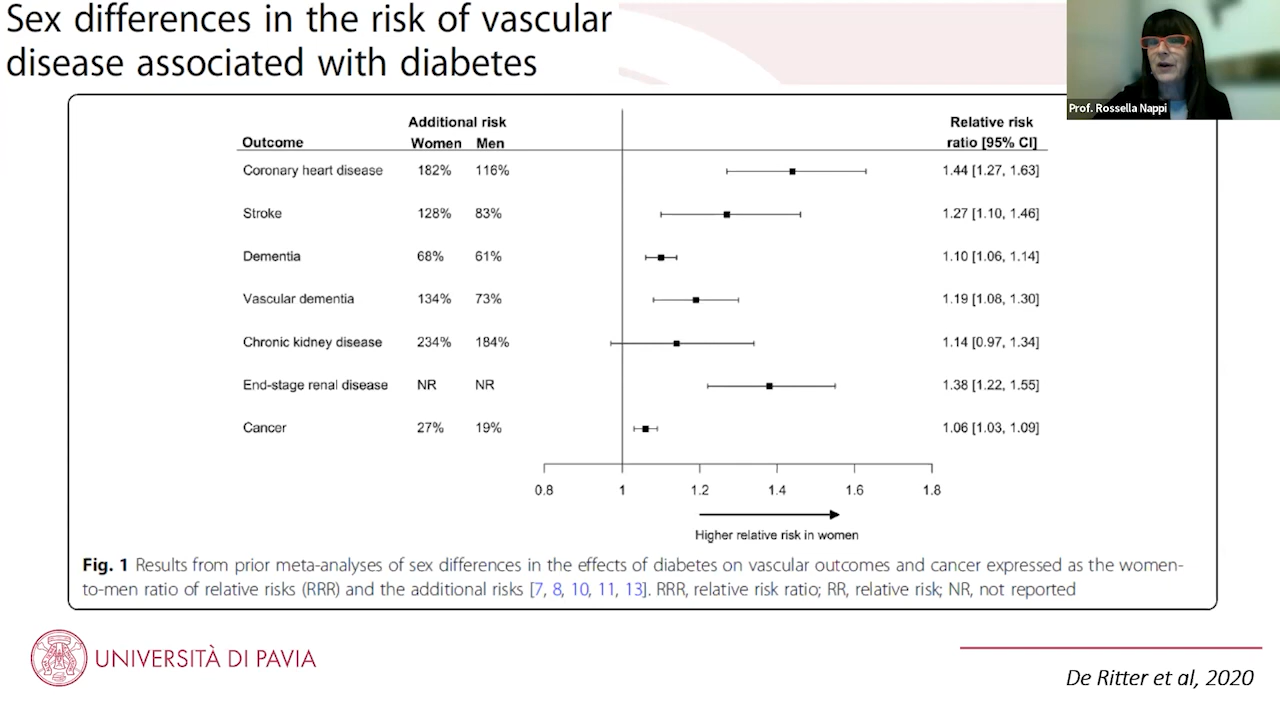 Sex differences in the risk of vascular
disease associated with diabetes
Prof. Rossella Nappi
Additional risk
Relative risk
Outcome Women Men ratio [95% CI]
Coronary heart disease 182% 116% 1.44 [1.27, 1.63]
Stroke 128% 83% 1.27 [1.10, 1.46]
Dementia 68% 61% 1.10 [1.06, 1.14]
Vascular dementia 134% 73% 1.19 [1.08, 1.30]
Chronic kidney disease 234% 184% 1.14 [0.97, 1.34]
End-stage renal disease NR NR 1.38 [1.22, 1.55]
Cancer 27% 19% 1.06 [1.03, 1.09]
0.8 1 1.2 1.4 1.6 1.8
Higher relative risk in women
Fig. 1 Results from prior meta-analyses of sex differences in the effects of diabetes on vascular outcomes and cancer expressed as the women-
to-men ratio of relative risks (RRR) and the additional risks [7, 8, 10, 11, 13]. RRR, relative risk ratio; RR, relative risk; NR, not reported
UNIVERSITÀ DI PAVIA
De Ritter et al, 2020